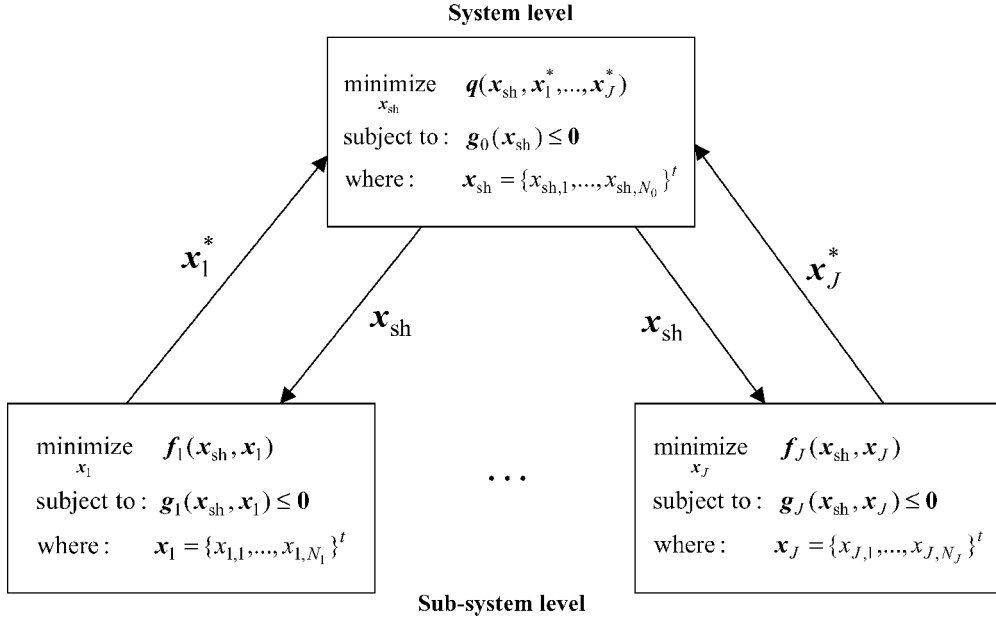 System level
minimize q(x_sh, x_1^*,...,x_J^*)
x_sh
subject to: g_0(x_sh) ≤ 0
where: x_sh = {x_sh,1,...,x_sh,N_0}^t
x_1^*
x_J^*
x_sh
x_sh
minimize f_1(x_sh, x_1)
x_1
subject to: g_1(x_sh, x_1) ≤ 0
where: x_1 = {x_1,1,...,x_1,N_1}^t
...
minimize f_J(x_sh, x_J)
x_J
subject to: g_J(x_sh, x_J) ≤ 0
where: x_J = {x_J,1,...,x_J,N_J}^t
Sub-system level